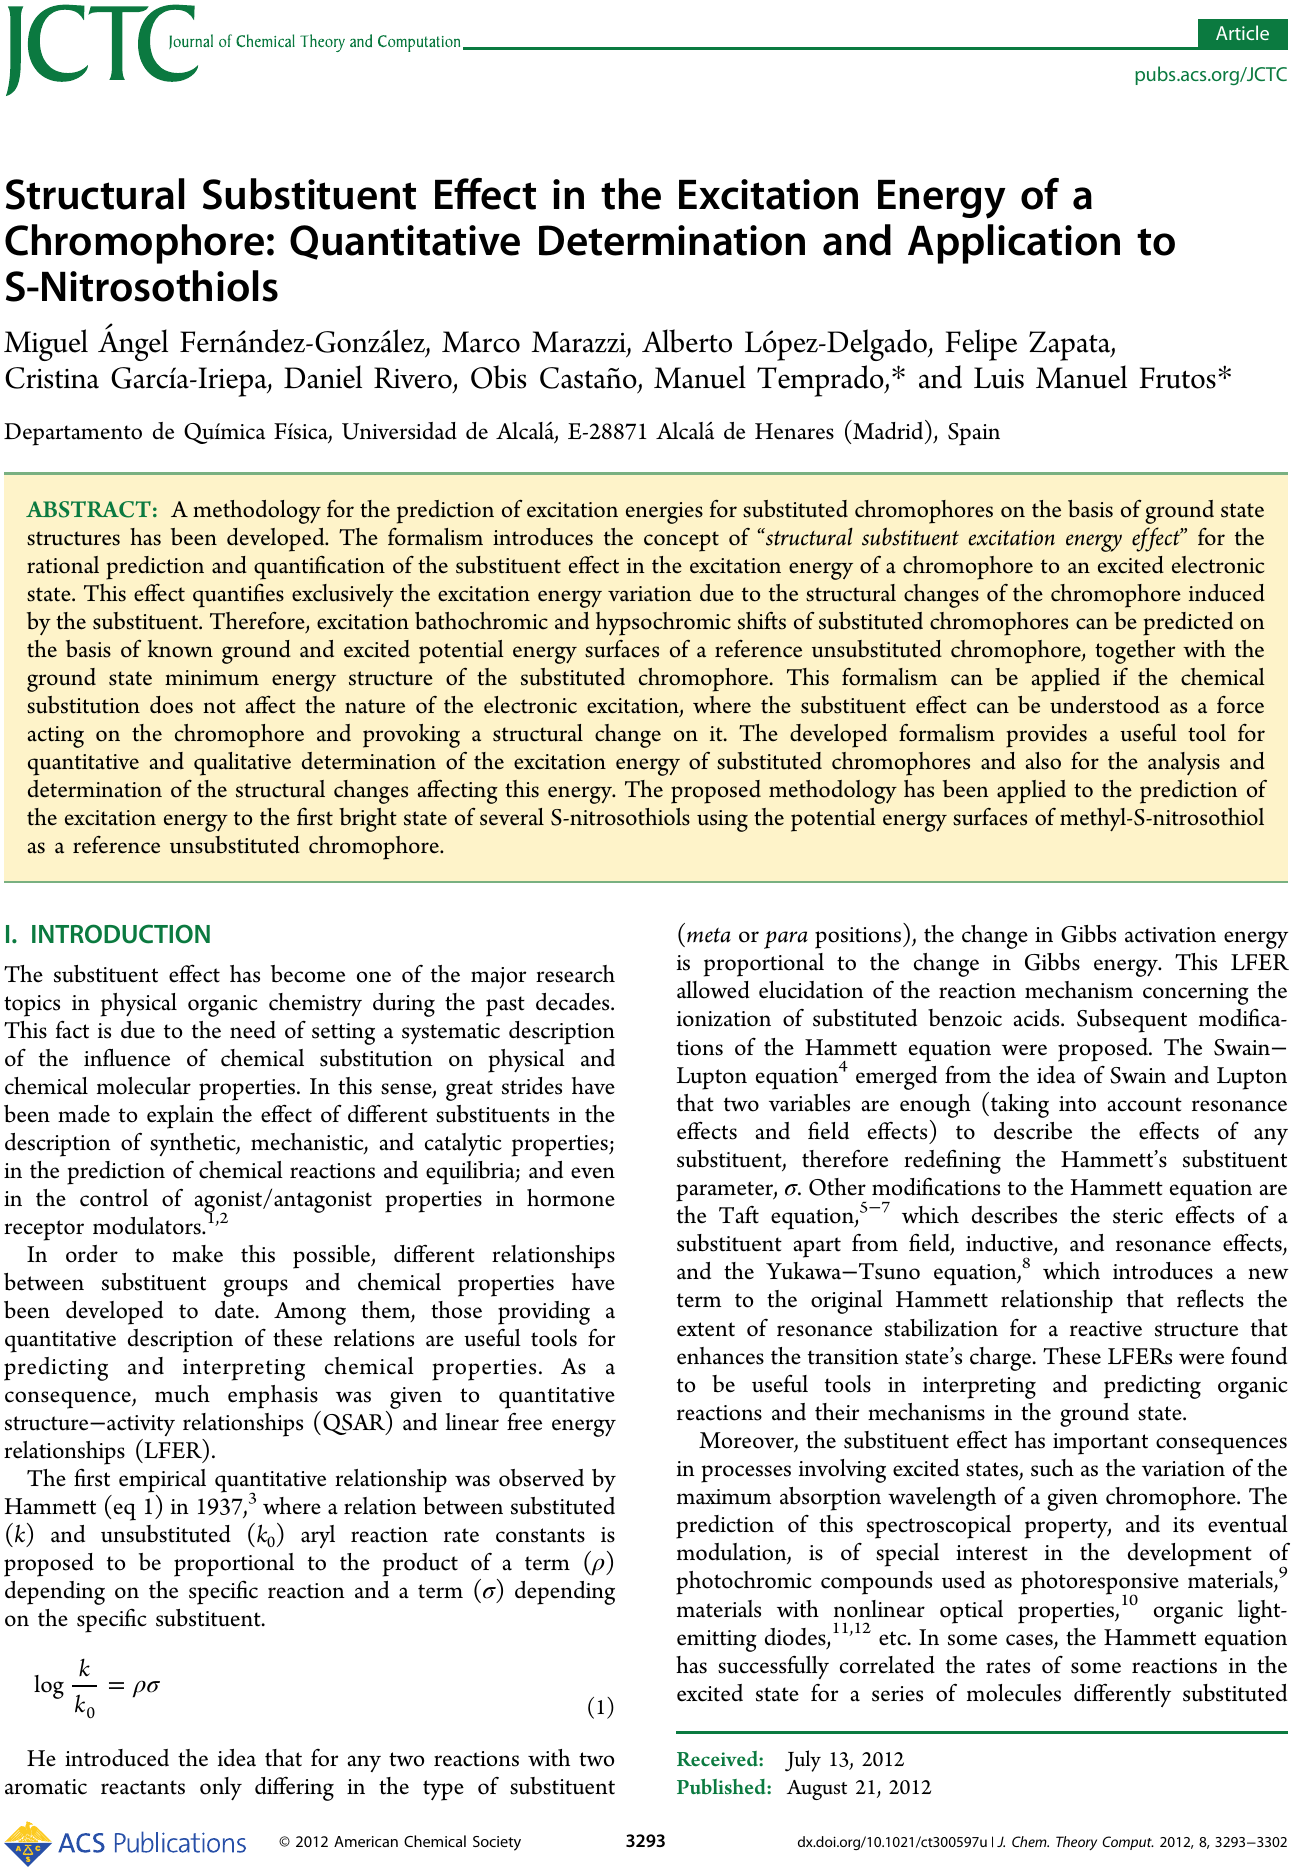 JCTC
Journal of Chemical Theory and Computation
Article
pubs.acs.org/JCTC
Structural Substituent Effect in the Excitation Energy of a
Chromophore: Quantitative Determination and Application to
S-Nitrosothiols
Miguel Ángel Fernández-González, Marco Marazzi, Alberto López-Delgado, Felipe Zapata,
Cristina García-Iriepa, Daniel Rivero, Obis Castaño, Manuel Temprado,* and Luis Manuel Frutos*
Departamento de Química Física, Universidad de Alcalá, E-28871 Alcalá de Henares (Madrid), Spain
ABSTRACT: A methodology for the prediction of excitation energies for substituted chromophores on the basis of ground state
structures has been developed. The formalism introduces the concept of “structural substituent excitation energy effect” for the
rational prediction and quantification of the substituent effect in the excitation energy of a chromophore to an excited electronic
state. This effect quantifies exclusively the excitation energy variation due to the structural changes of the chromophore induced
by the substituent. Therefore, excitation bathochromic and hypsochromic shifts of substituted chromophores can be predicted on
the basis of known ground and excited potential energy surfaces of a reference unsubstituted chromophore, together with the
ground state minimum energy structure of the substituted chromophore. This formalism can be applied if the chemical
substitution does not affect the nature of the electronic excitation, where the substituent effect can be understood as a force
acting on the chromophore and provoking a structural change on it. The developed formalism provides a useful tool for
quantitative and qualitative determination of the excitation energy of substituted chromophores and also for the analysis and
determination of the structural changes affecting this energy. The proposed methodology has been applied to the prediction of
the excitation energy to the first bright state of several S-nitrosothiols using the potential energy surfaces of methyl-S-nitrosothiol
as a reference unsubstituted chromophore.
I. INTRODUCTION
The substituent effect has become one of the major research
topics in physical organic chemistry during the past decades.
This fact is due to the need of setting a systematic description
of the influence of chemical substitution on physical and
chemical molecular properties. In this sense, great strides have
been made to explain the effect of different substituents in the
description of synthetic, mechanistic, and catalytic properties;
in the prediction of chemical reactions and equilibria; and even
in the control of agonist/antagonist properties in hormone
receptor modulators.1,2
In order to make this possible, different relationships
between substituent groups and chemical properties have
been developed to date. Among them, those providing a
quantitative description of these relations are useful tools for
predicting and interpreting chemical properties. As a
consequence, much emphasis was given to quantitative
structure−activity relationships (QSAR) and linear free energy
relationships (LFER).
The first empirical quantitative relationship was observed by
Hammett (eq 1) in 1937,3 where a relation between substituted
(k) and unsubstituted (k0) aryl reaction rate constants is
proposed to be proportional to the product of a term (ρ)
depending on the specific reaction and a term (σ) depending
on the specific substituent.
log k/k0 = ρσ
(1)
He introduced the idea that for any two reactions with two
aromatic reactants only differing in the type of substituent
(meta or para positions), the change in Gibbs activation energy
is proportional to the change in Gibbs energy. This LFER
allowed elucidation of the reaction mechanism concerning the
ionization of substituted benzoic acids. Subsequent modifica-
tions of the Hammett equation were proposed. The Swain−
Lupton equation4 emerged from the idea of Swain and Lupton
that two variables are enough (taking into account resonance
effects and field effects) to describe the effects of any
substituent, therefore redefining the Hammett's substituent
parameter, σ. Other modifications to the Hammett equation are
the Taft equation,5−7 which describes the steric effects of a
substituent apart from field, inductive, and resonance effects,
and the Yukawa−Tsuno equation,8 which introduces a new
term to the original Hammett relationship that reflects the
extent of resonance stabilization for a reactive structure that
enhances the transition state's charge. These LFERs were found
to be useful tools in interpreting and predicting organic
reactions and their mechanisms in the ground state.
Moreover, the substituent effect has important consequences
in processes involving excited states, such as the variation of the
maximum absorption wavelength of a given chromophore. The
prediction of this spectroscopical property, and its eventual
modulation, is of special interest in the development of
photochromic compounds used as photoresponsive materials,9
materials with nonlinear optical properties,10 organic light-
emitting diodes,11,12 etc. In some cases, the Hammett equation
has successfully correlated the rates of some reactions in the
excited state for a series of molecules differently substituted
Received: July 13, 2012
Published: August 21, 2012
ACS Publications
© 2012 American Chemical Society
3293
dx.doi.org/10.1021/ct300597u | J. Chem. Theory Comput. 2012, 8, 3293−3302